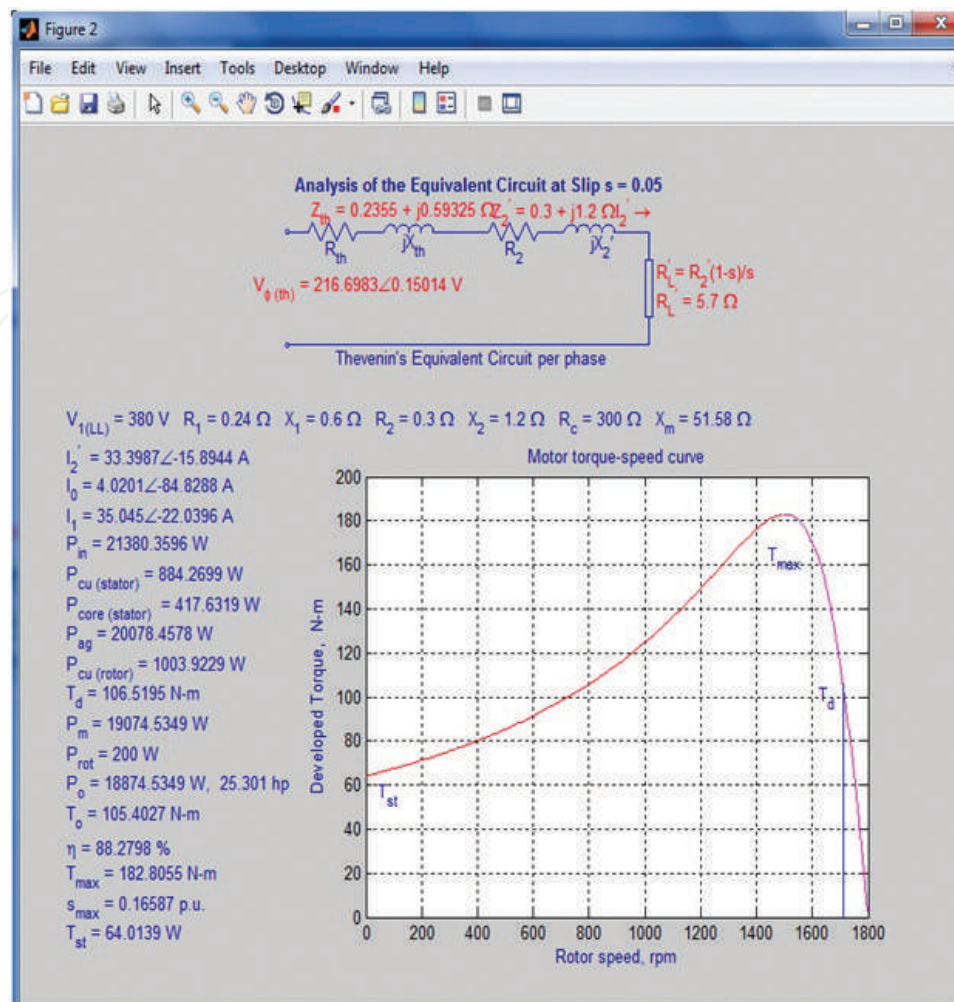 Figure 2
File Edit View Insert Tools Desktop Window Help
Analysis of the Equivalent Circuit at Slip s = 0.05
Z_th = 0.2355 + j0.59325 Ω Z_2' = 0.3 + j1.2 Ω I_2' →
R_th jX_th R_2 jX_2'
V_ϕ (th) = 216.6983∠0.15014 V
R_L' = R_2'(1-s)/s
R_L' = 5.7 Ω
Thevenin's Equivalent Circuit per phase
V_1(LL) = 380 V R_1 = 0.24 Ω X_1 = 0.6 Ω R_2 = 0.3 Ω X_2 = 1.2 Ω R_c = 300 Ω X_m = 51.58 Ω
I_2' = 33.3987∠-15.8944 A
I_0 = 4.0201∠-84.8288 A
I_1 = 35.045∠-22.0396 A
P_in = 21380.3596 W
P_cu (stator) = 884.2699 W
P_core (stator) = 417.6319 W
P_ag = 20078.4578 W
P_cu (rotor) = 1003.9229 W
T_d = 106.5195 N-m
P_m = 19074.5349 W
P_rot = 200 W
P_o = 18874.5349 W, 25.301 hp
T_o = 105.4027 N-m
η = 88.2798 %
T_max = 182.8055 N-m
s_max = 0.16587 p.u.
T_st = 64.0139 W
Motor torque-speed curve
Developed Torque, N-m
200
180
160
140
120
100
80
60
40
20
0
T_max
T_d
T_st
0 200 400 600 800 1000 1200 1400 1600 1800
Rotor speed, rpm